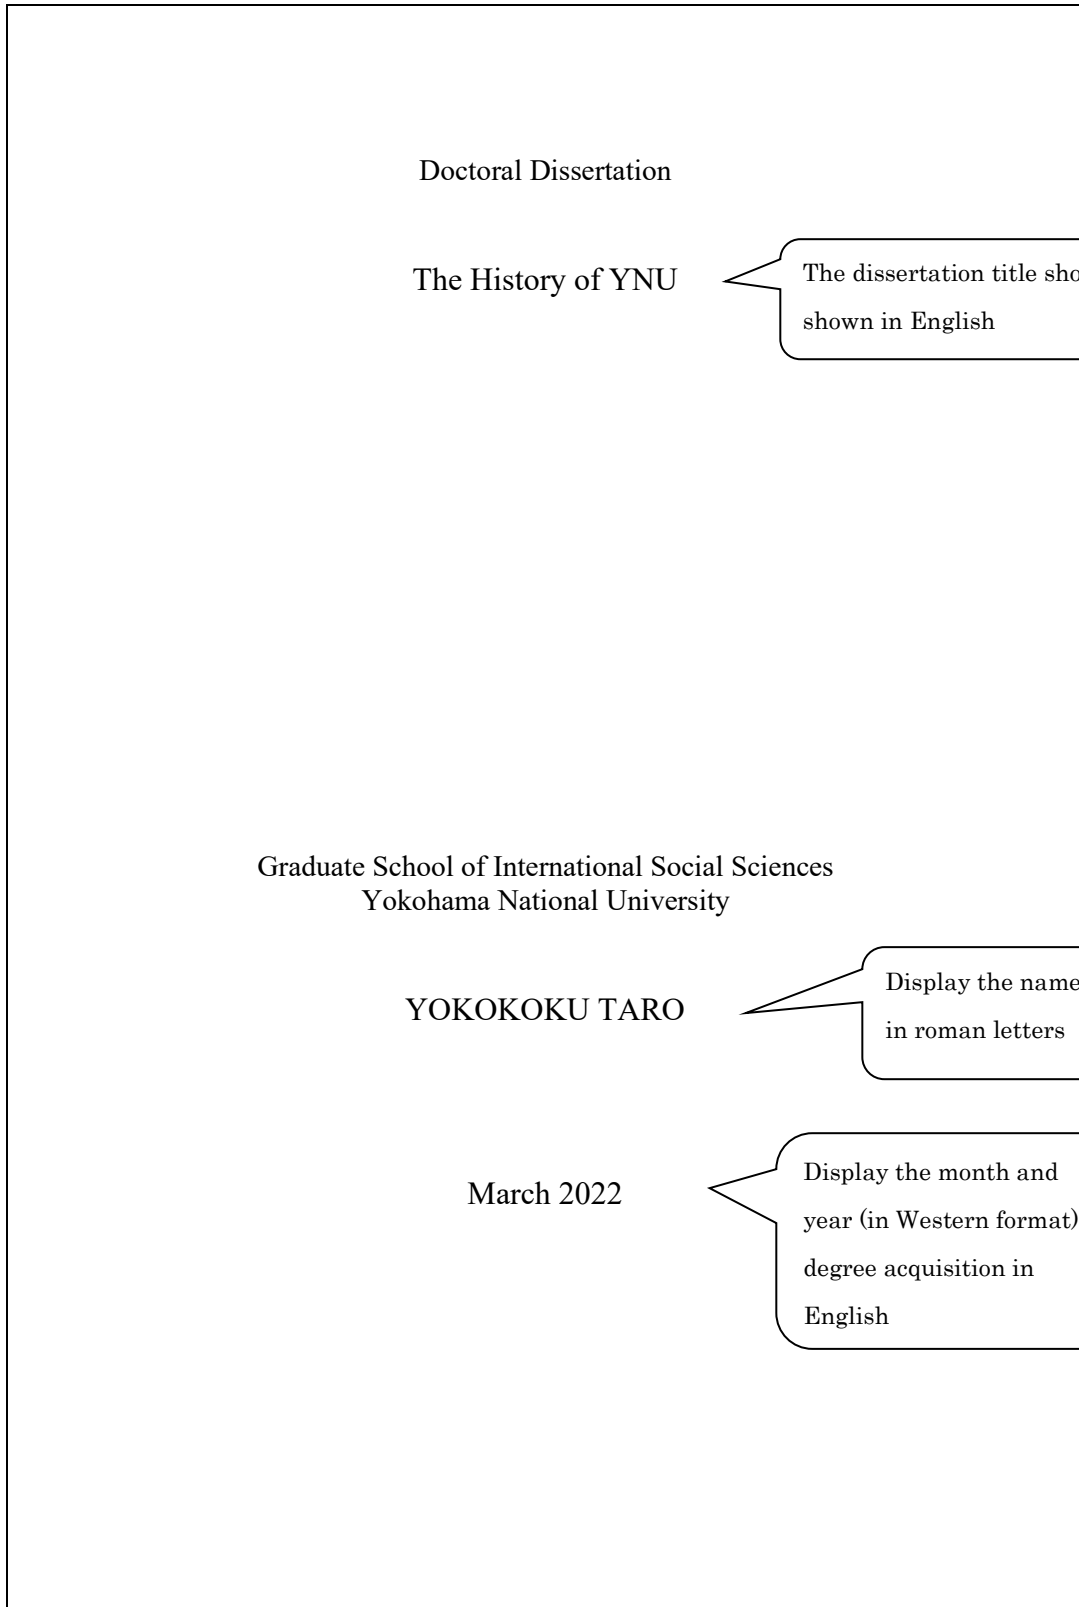 Doctoral Dissertation
The History of YNU
The dissertation title sho
shown in English
Graduate School of International Social Sciences
Yokohama National University
YOKOKOKU TARO
Display the name
in roman letters
March 2022
Display the month and
year (in Western format)
degree acquisition in
English